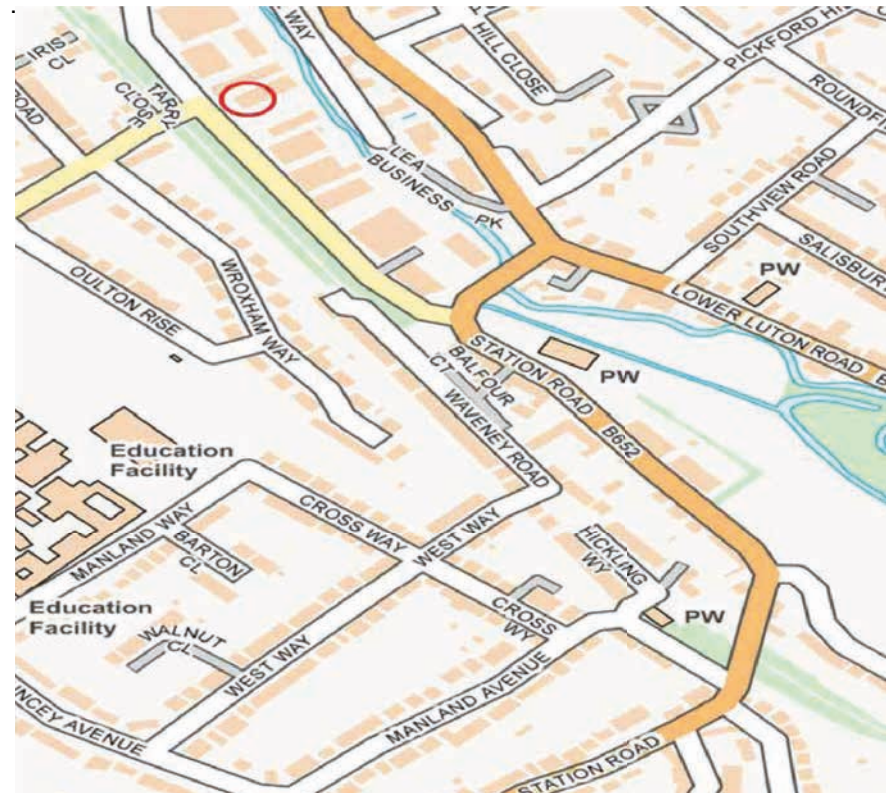 WAY
HILL CLOSE
PICKFORD HI
IRIS
CL
ROAD
TARRY
CLOSE
ROUNDF
LEA
BUSINESS PK
SOUTHVIEW ROAD
SALISBURY
PW
OULTON RISE
WROXHAM WAY
LOWER LUTON ROAD B
STATION ROAD B652
PW
BALFOUR
CT
WAVENEY ROAD
Education
Facility
CROSS WAY
WEST WAY
MANLAND WAY
BARTON
CL
HICKLING
WY
Education
Facility
CROSS
WY
PW
WALNUT
CL
WEST WAY
MANLAND AVENUE
NCEY AVENUE
STATION ROAD